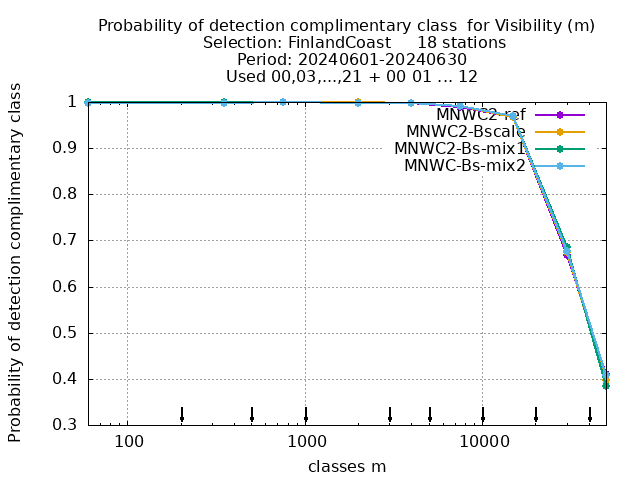 Probability of detection complimentary class  for Visibility (m)
Selection: FinlandCoast     18 stations
Period: 20240601-20240630
Used 00,03,...,21 + 00 01 ... 12
Probability of detection complimentary class
1
0.9
0.8
0.7
0.6
0.5
0.4
0.3
MNWC2-ref
MNWC2-Bscale
MNWC2-Bs-mix1
MNWC-Bs-mix2
100
1000
10000
classes m